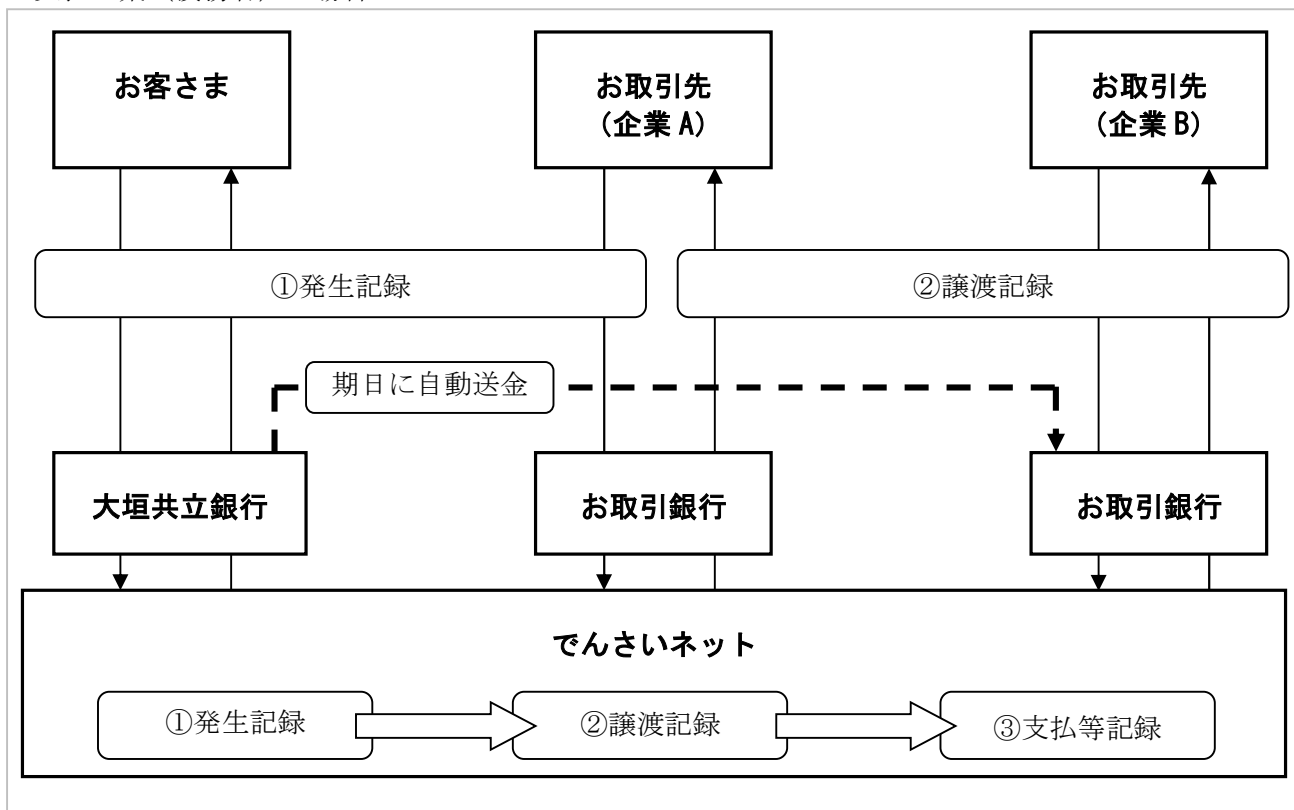 お客さま
お取引先
（企業 A）
お取引先
（企業 B）
①発生記録
②譲渡記録
期日に自動送金
大垣共立銀行
お取引銀行
お取引銀行
でんさいネット
①発生記録
②譲渡記録
③支払等記録